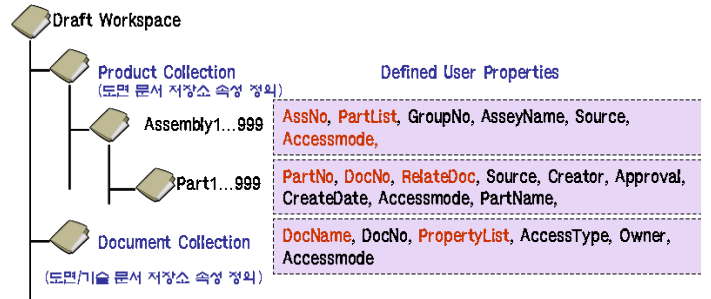 Draft Workspace
Product Collection
Defined User Properties
(도면 문서 저장소 속성 정의)
Assembly1...999
AssNo, PartList, GroupNo, AsseyName, Source,
Accessmode,
Part1...999
PartNo, DocNo, RelateDoc, Source, Creator, Approval,
CreateDate, Accessmode, PartName,
Document Collection
DocName, DocNo, PropertyList, AccessType, Owner,
Accessmode
(도면/기술 문서 저장소 속성 정의)